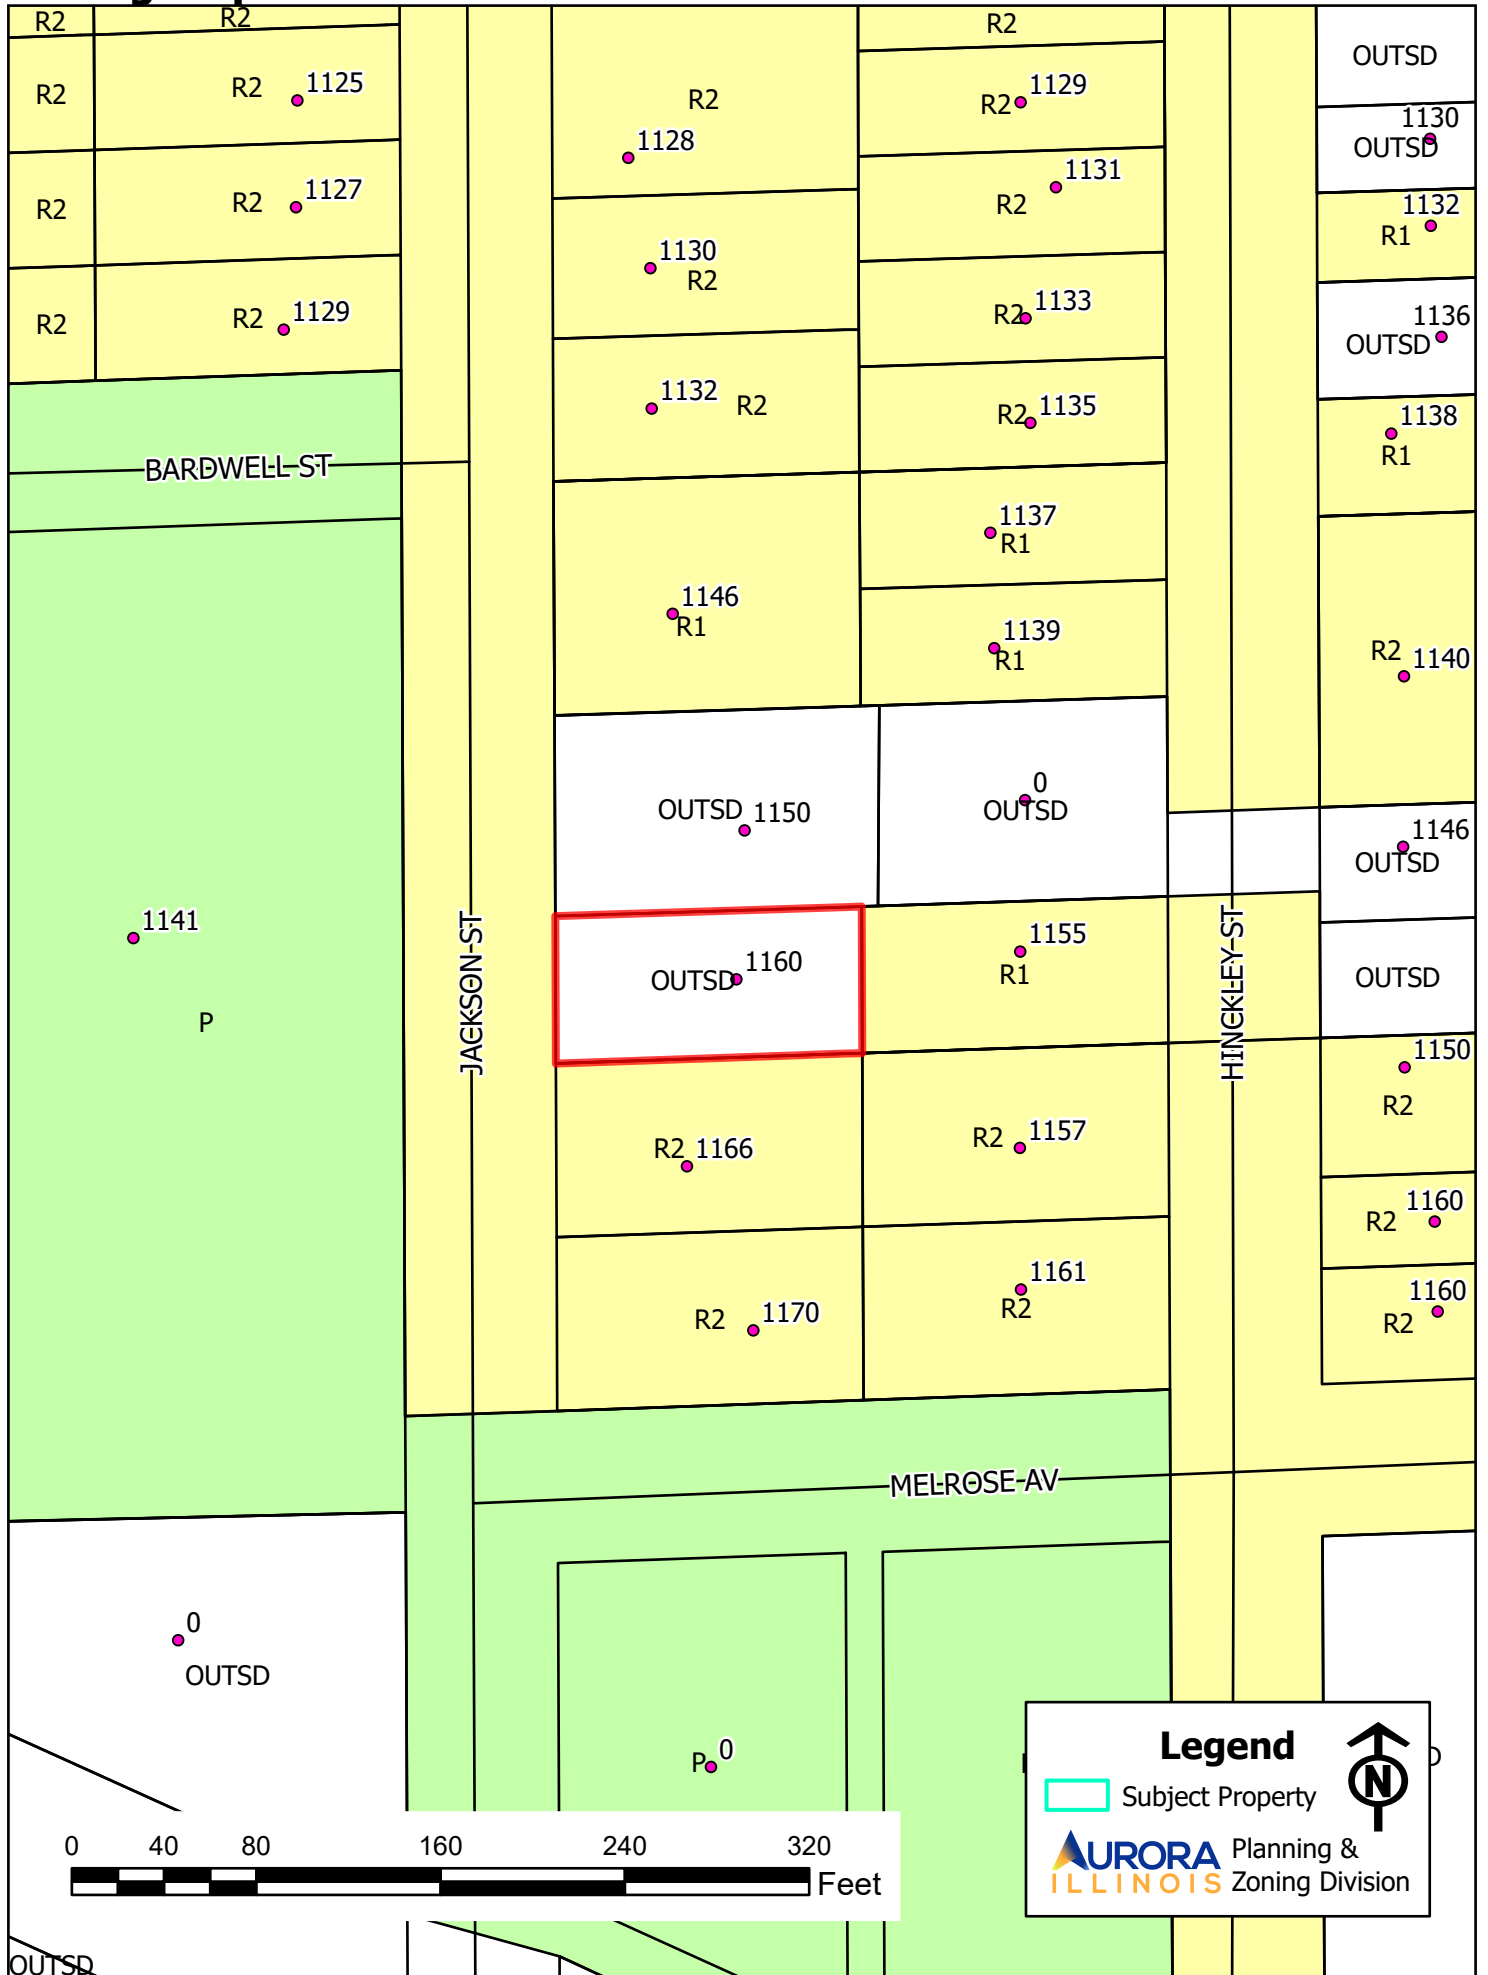 R2
R2
R2
OUTSD
R2
R2
1125
R2
1128
R2
1129
1130
OUTSD
R2
R2
1127
1131
R2
1132
R1
1130
R2
R2
R2
1129
R2
1133
1136
OUTSD
1132
R2
R2
1135
1138
R1
BARDWELL ST
1137
R1
1146
R1
1139
R1
R2
1140
OUTSD
1150
0
OUTSD
1146
OUTSD
1141
P
JACKSON ST
OUTSD
1160
1155
R1
HINCKLEY ST
OUTSD
1150
R2
R2
1166
R2
1157
1160
R2
R2
1170
1161
R2
1160
R2
MELROSE AV
0
OUTSD
P
0
Legend
Subject Property
N
AURORA
ILLINOIS
Planning &
Zoning Division
0 40 80 160 240 320
Feet
OUTSD